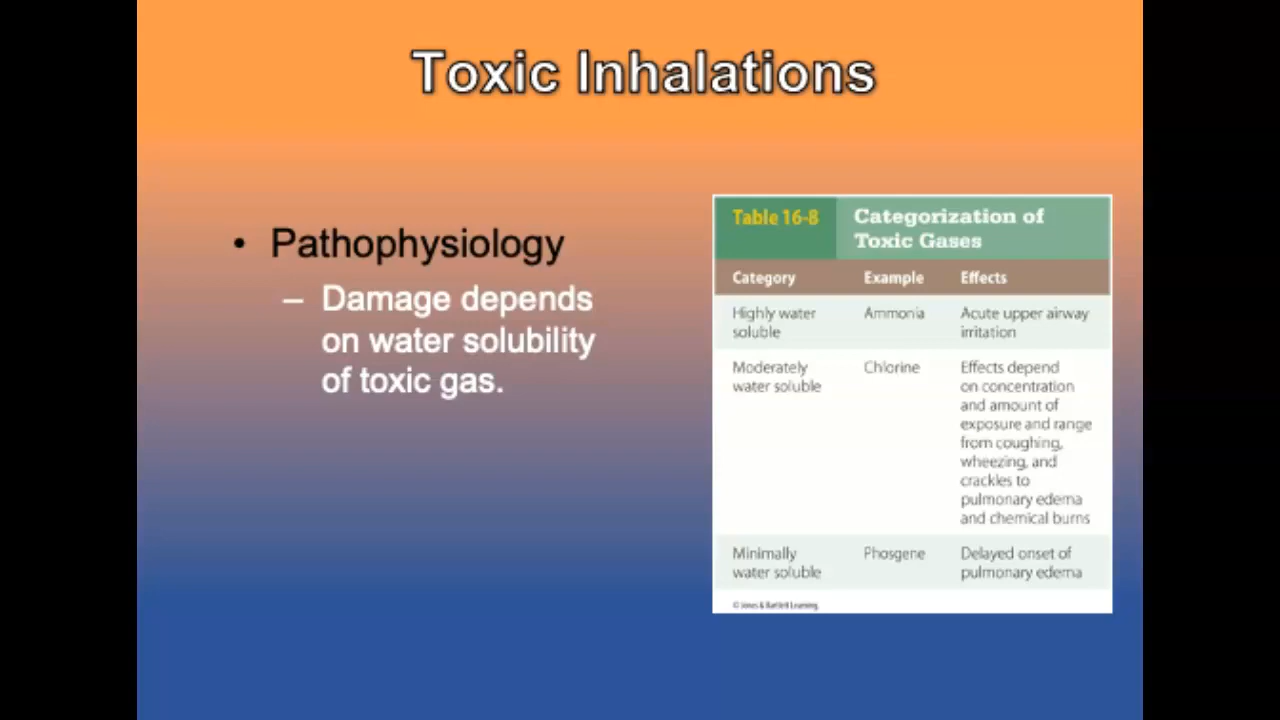 Toxic Inhalations
• Pathophysiology
– Damage depends
on water solubility
of toxic gas.
Table 16-8 Categorization of
Toxic Gases
Category Example Effects
Highly water Ammonia Acute upper airway
soluble irritation
Moderately Chlorine Effects depend
water soluble on concentration
and amount of
exposure and range
from coughing,
wheezing, and
crackles to
pulmonary edema
and chemical burns
Minimally Phosgene Delayed onset of
water soluble pulmonary edema
© Jones & Bartlett Learning.